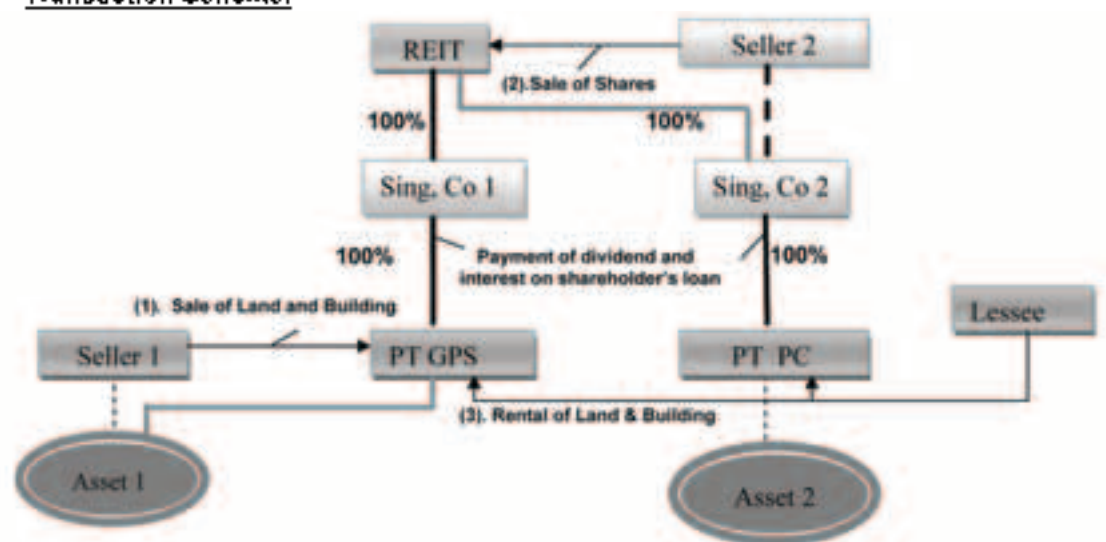 REIT
Seller 2
(2).Sale of Shares
100%
100%
Sing, Co 1
Sing, Co 2
100%
Payment of dividend and
interest on shareholder's loan
100%
(1). Sale of Land and Building
Lessee
Seller 1
PT GPS
PT PC
(3). Rental of Land & Building
Asset 1
Asset 2